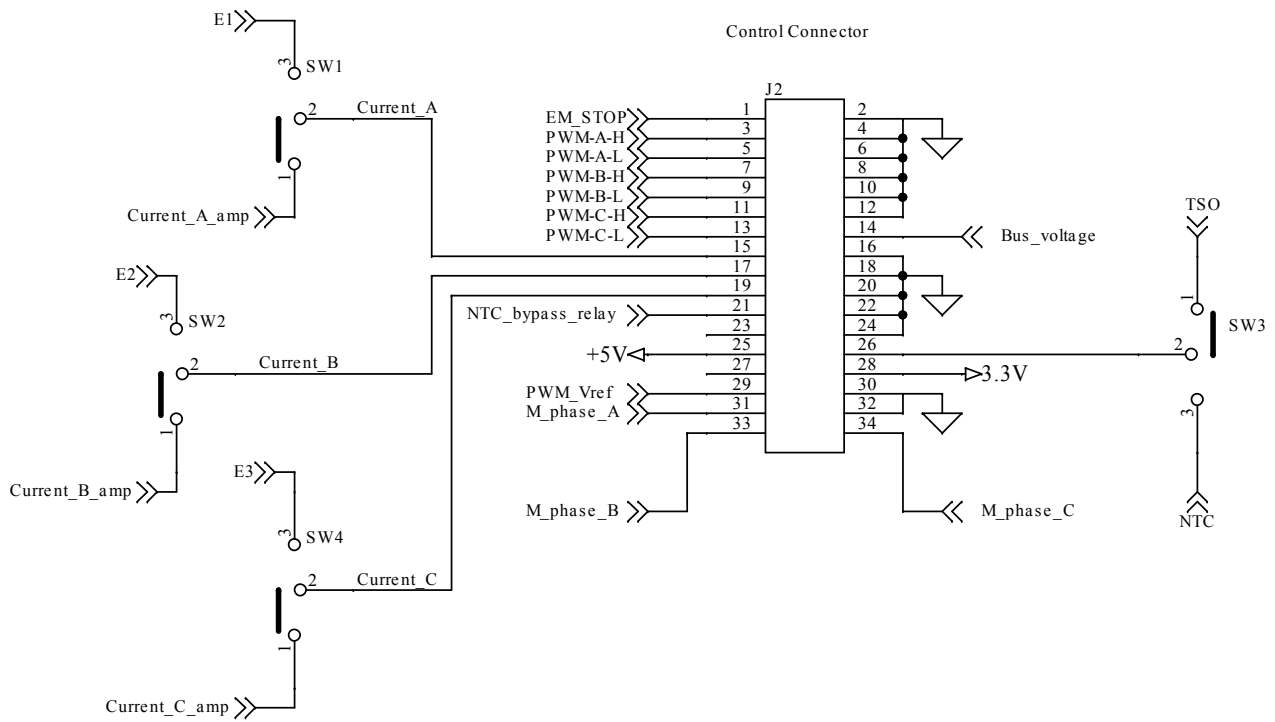 Control Connector
E1
3
SW1
2
Current_A
1
Current_A_amp
E2
3
SW2
2
Current_B
1
Current_B_amp
E3
3
SW4
2
Current_C
1
Current_C_amp
J2
EM_STOP 1 2
PWM-A-H 3 4
PWM-A-L 5 6
PWM-B-H 7 8
PWM-B-L 9 10
PWM-C-H 11 12
PWM-C-L 13 14 Bus_voltage
15 16
17 18
19 20
NTC_bypass_relay 21 22
23 24
+5V 25 26
27 28 3.3V
PWM_Vref 29 30
M_phase_A 31 32
33 34
M_phase_B
M_phase_C
TSO
1
SW3
2
3
NTC